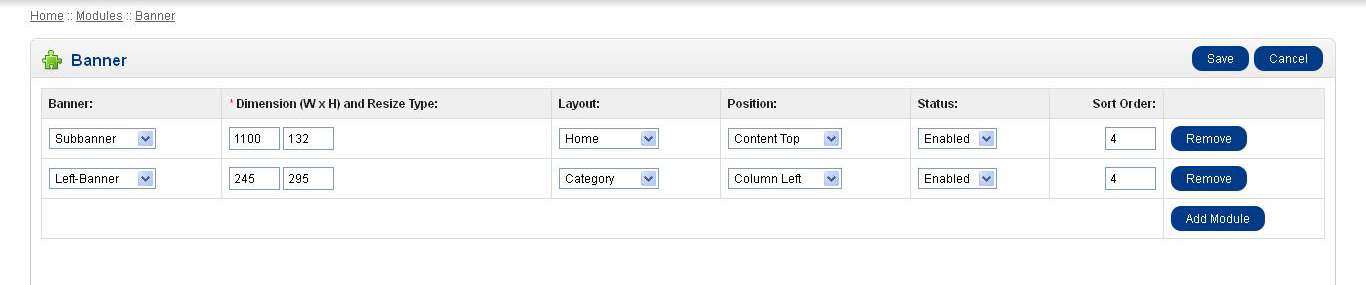 Home :: Modules :: Banner
Banner
Save Cancel
Banner: * Dimension (W x H) and Resize Type: Layout: Position: Status: Sort Order:
Subbanner 1100 132 Home Content Top Enabled 4 Remove
Left-Banner 245 295 Category Column Left Enabled 4 Remove
Add Module